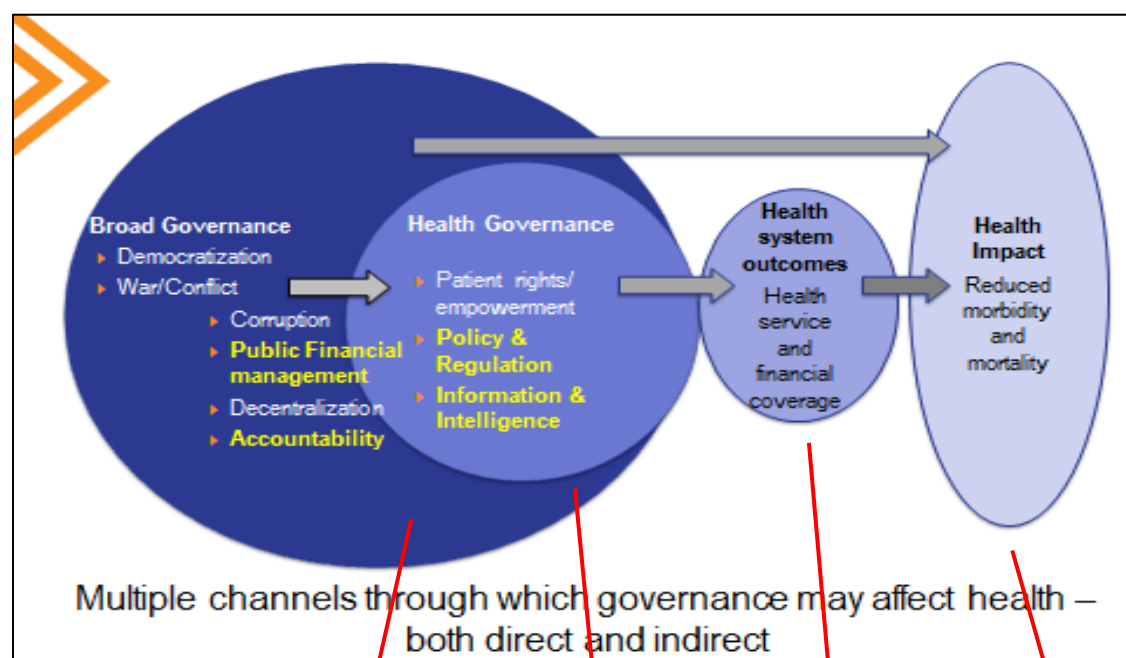 Broad Governance
Democratization
War/Conflict
Corruption
Public Financial
management
Decentralization
Accountability
Health Governance
Patient rights/
empowerment
Policy &
Regulation
Information &
Intelligence
Health
system
outcomes
Health
service
and
financial
coverage
Health
Impact
Reduced
morbidity
and
mortality
Multiple channels through which governance may affect health –
both direct and indirect